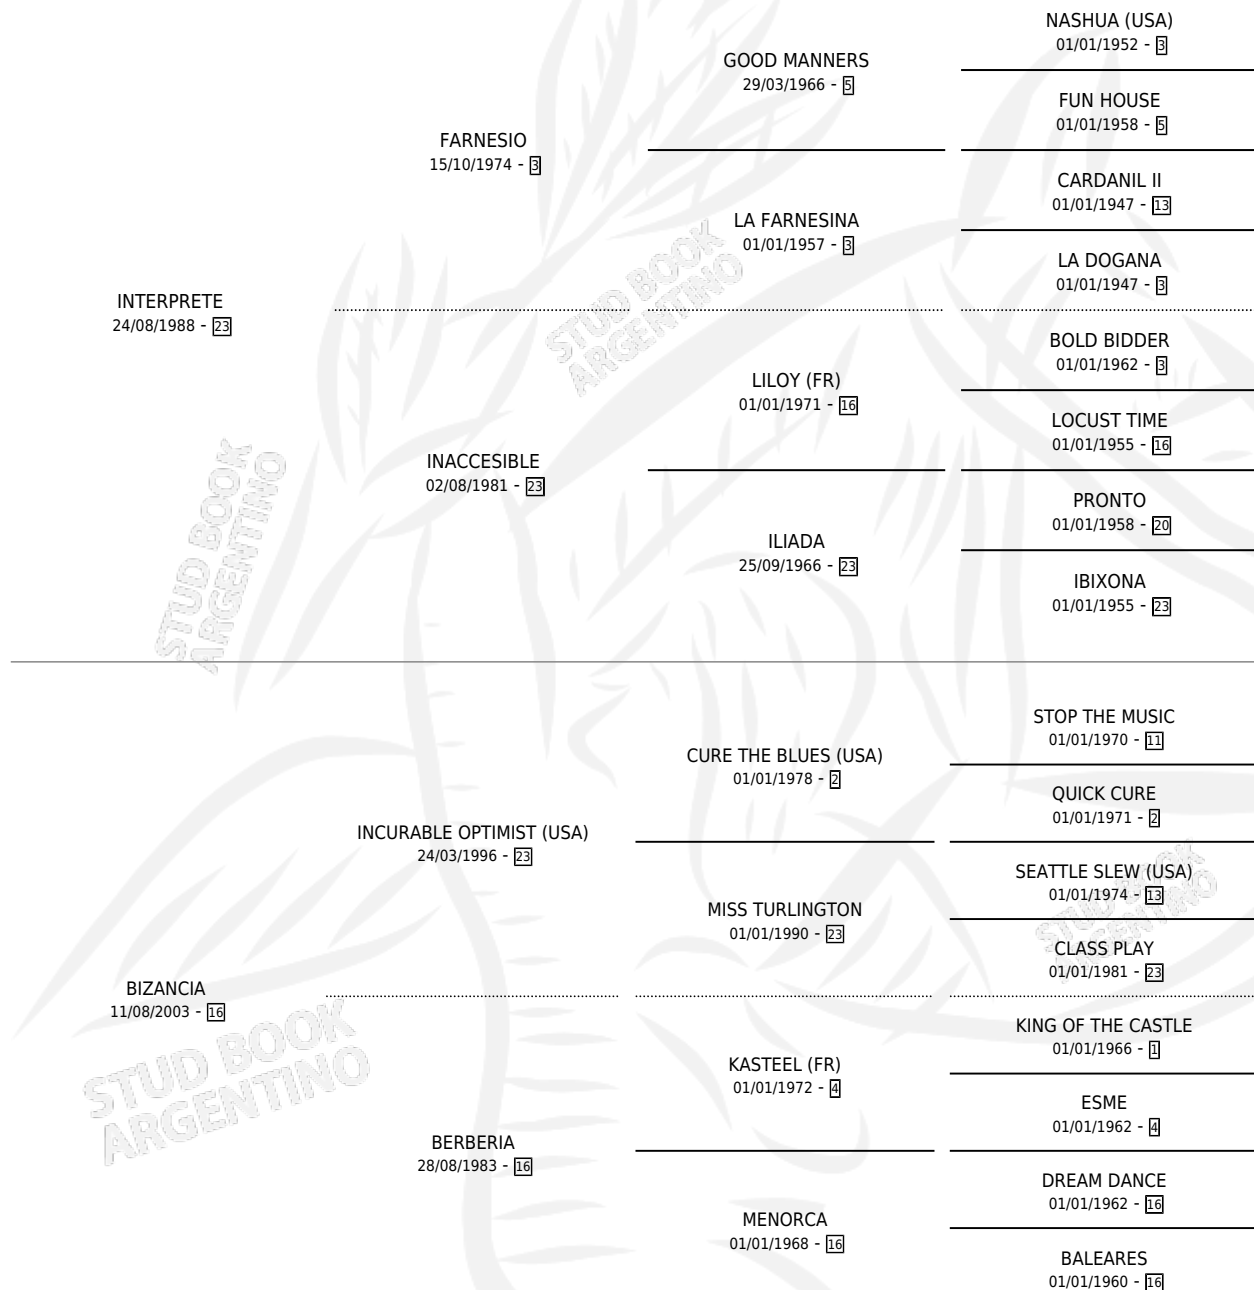 NASHUA (USA)
01/01/1952 - 3
GOOD MANNERS
29/03/1966 - 5
FUN HOUSE
01/01/1958 - 5
FARNESIO
15/10/1974 - 3
CARDANIL II
01/01/1947 - 13
LA FARNESINA
01/01/1957 - 3
LA DOGANA
01/01/1947 - 3
INTERPRETE
24/08/1988 - 23
BOLD BIDDER
01/01/1962 - 3
LILOY (FR)
01/01/1971 - 16
LOCUST TIME
01/01/1955 - 16
INACCESIBLE
02/08/1981 - 23
PRONTO
01/01/1958 - 20
ILIADA
25/09/1966 - 23
IBIXONA
01/01/1955 - 23
STUD BOOK
ARGENTINO
STUD BOOK
ARGENTINO
STOP THE MUSIC
01/01/1970 - 11
CURE THE BLUES (USA)
01/01/1978 - 2
QUICK CURE
01/01/1971 - 2
INCURABLE OPTIMIST (USA)
24/03/1996 - 23
SEATTLE SLEW (USA)
01/01/1974 - 13
MISS TURLINGTON
01/01/1990 - 23
CLASS PLAY
01/01/1981 - 23
BIZANCIA
11/08/2003 - 16
KING OF THE CASTLE
01/01/1966 - 1
KASTEEL (FR)
01/01/1972 - 4
ESME
01/01/1962 - 4
BERBERIA
28/08/1983 - 16
DREAM DANCE
01/01/1962 - 16
MENORCA
01/01/1968 - 16
BALEARES
01/01/1960 - 16
STUD BOOK
ARGENTINO
STUD BOOK
ARGENTINO